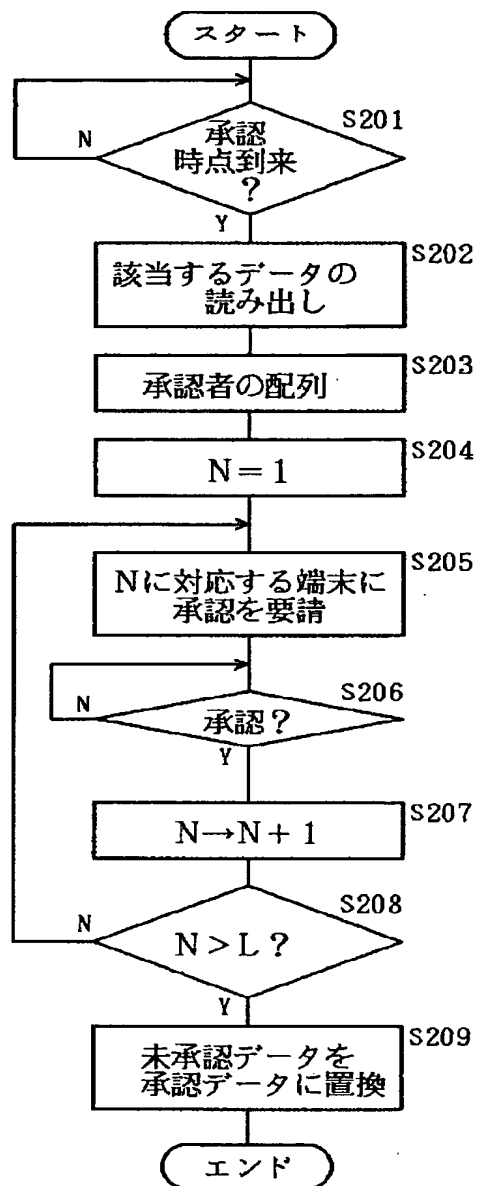 スタート
S201
N
承認
時点到来
?
Y
S202
該当するデータの
読み出し
S203
承認者の配列
S204
N=1
S205
Nに対応する端末に
承認を要請
S206
N
承認?
Y
S207
N→N+1
S208
N
N>L?
Y
S209
未承認データを
承認データに置換
エンド